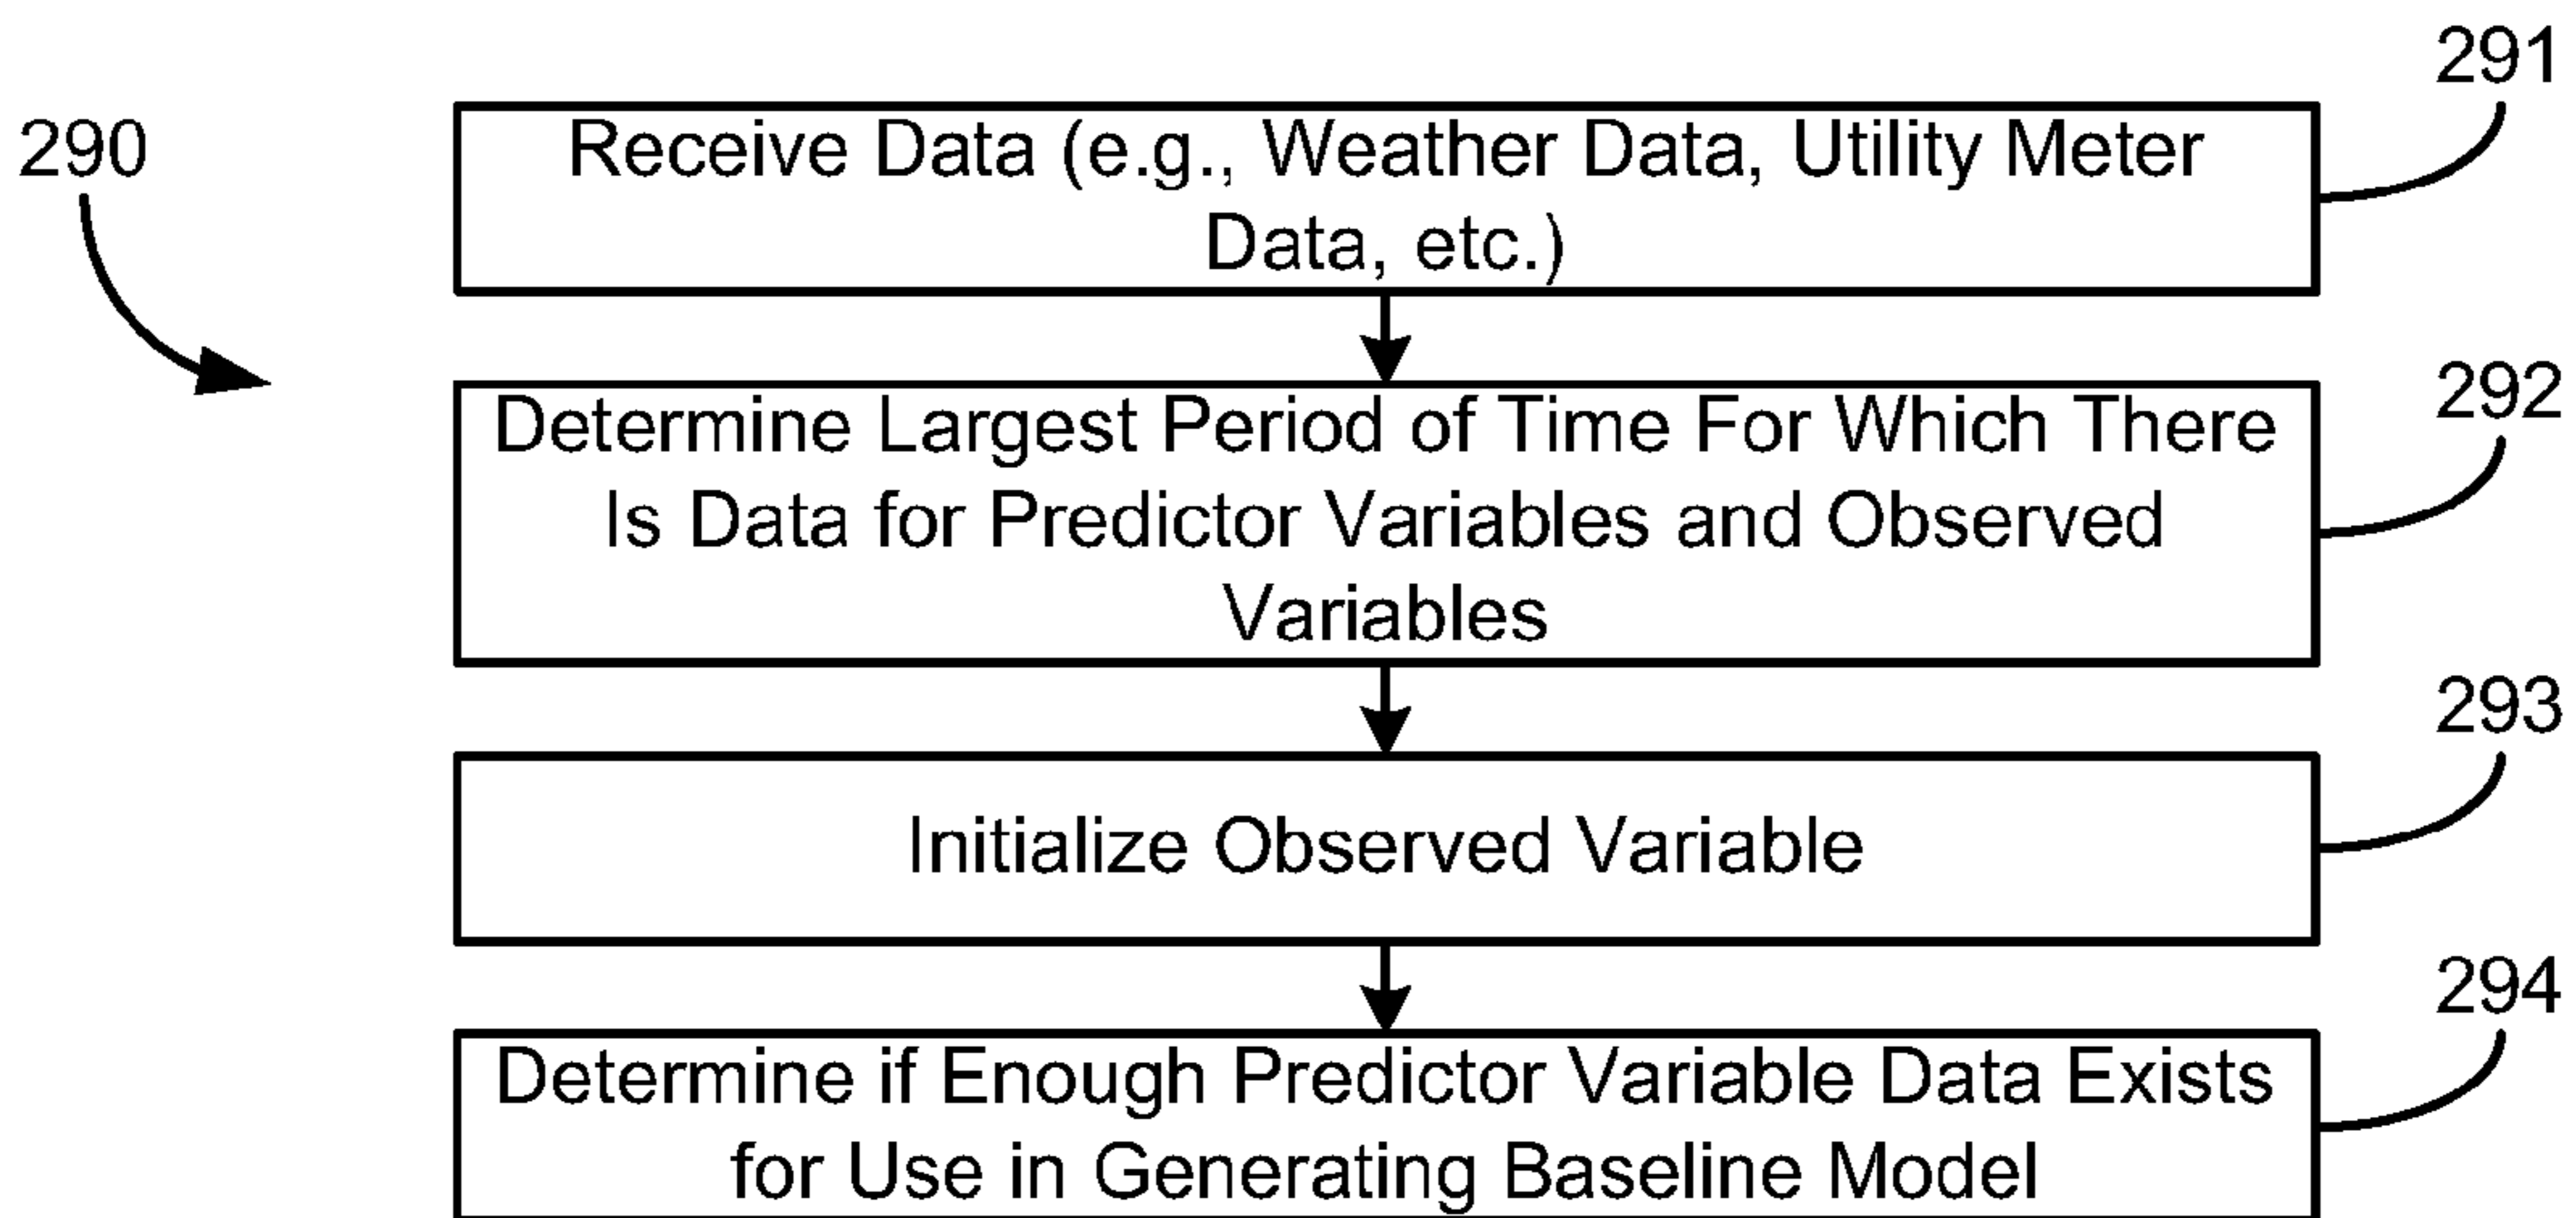 291
290
Receive Data (e.g., Weather Data, Utility Meter
Data, etc.)
292
Determine Largest Period of Time For Which There
Is Data for Predictor Variables and Observed
Variables
293
Initialize Observed Variable
294
Determine if Enough Predictor Variable Data Exists
for Use in Generating Baseline Model